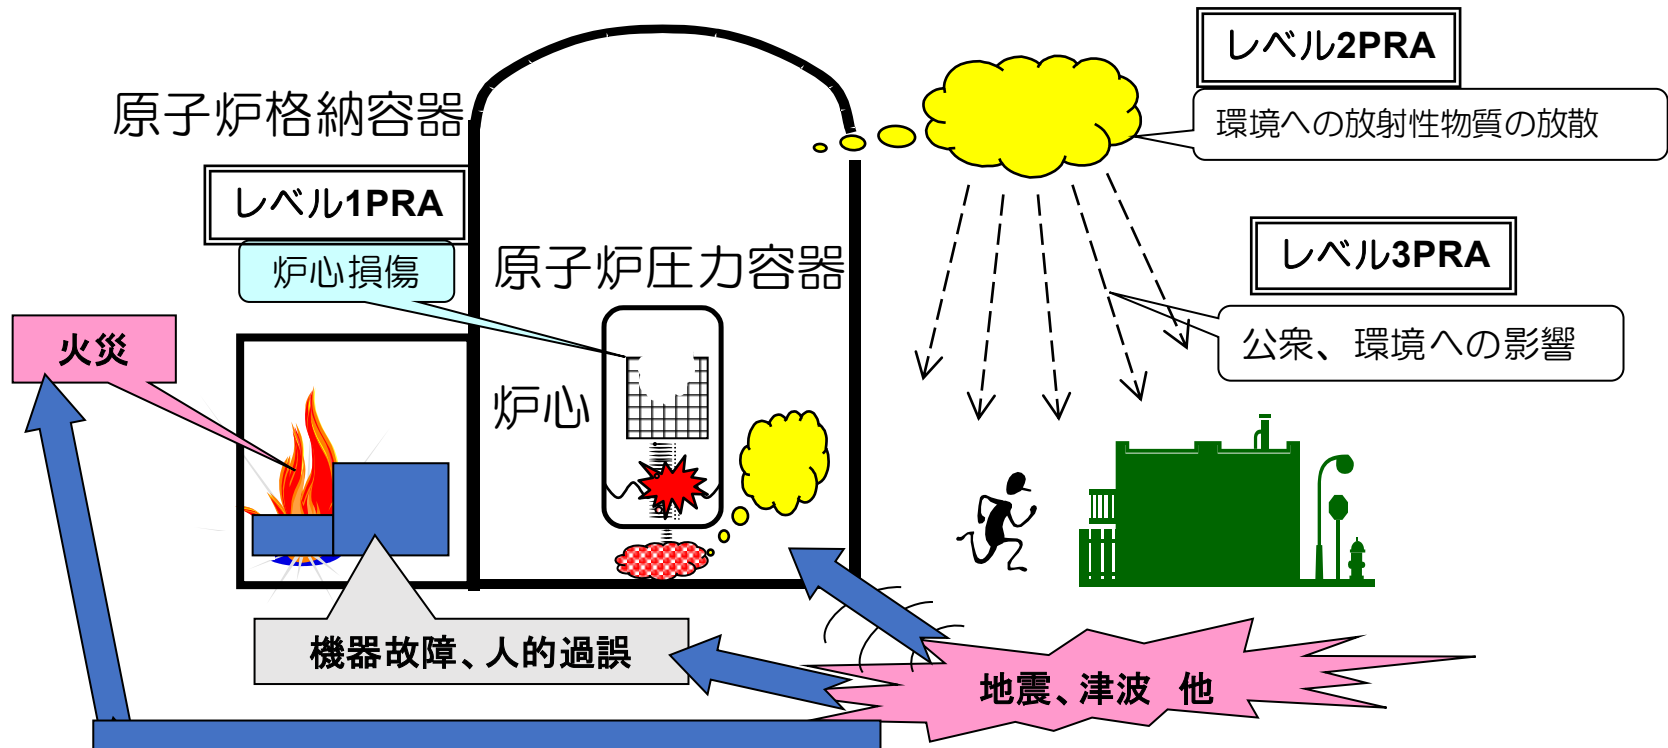 レベル2PRA
環境への放射性物質の放散
原子炉格納容器
レベル1PRA
炉心損傷
原子炉圧力容器
レベル3PRA
公衆、環境への影響
火災
炉心
機器故障、人的過誤
地震、津波　他